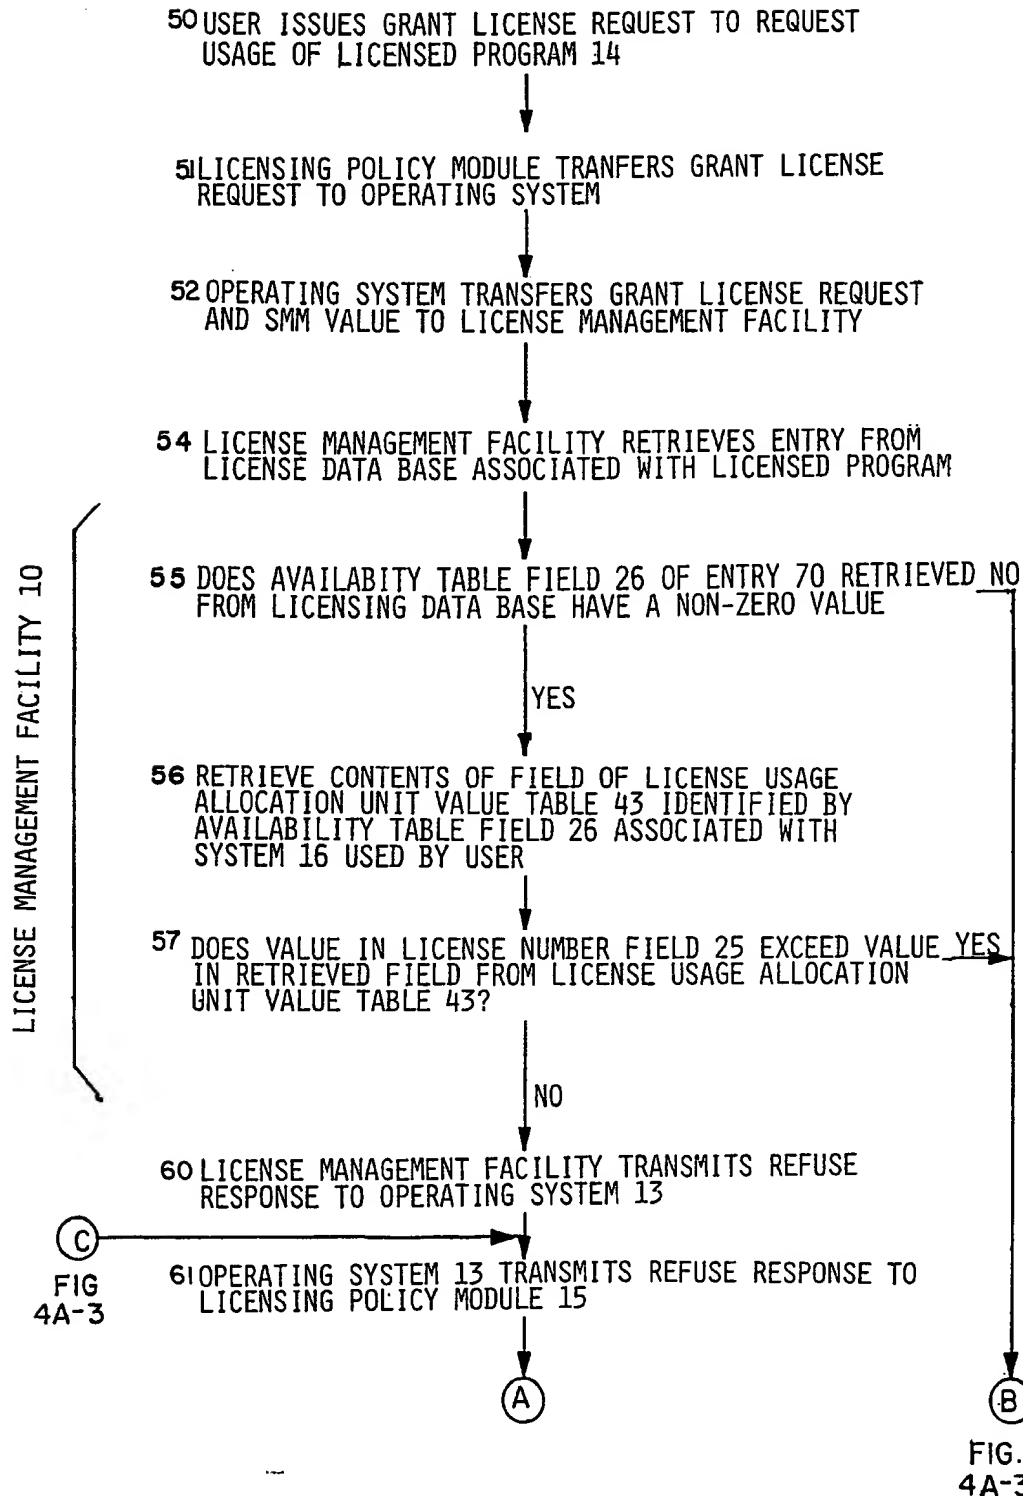 50 USER ISSUES GRANT LICENSE REQUEST TO REQUEST
USAGE OF LICENSED PROGRAM 14
51 LICENSING POLICY MODULE TRANFERS GRANT LICENSE
REQUEST TO OPERATING SYSTEM
52 OPERATING SYSTEM TRANSFERS GRANT LICENSE REQUEST
AND SMM VALUE TO LICENSE MANAGEMENT FACILITY
54 LICENSE MANAGEMENT FACILITY RETRIEVES ENTRY FROM
LICENSE DATA BASE ASSOCIATED WITH LICENSED PROGRAM
LICENSE MANAGEMENT FACILITY 10
55 DOES AVAILABITY TABLE FIELD 26 OF ENTRY 70 RETRIEVED NO
FROM LICENSING DATA BASE HAVE A NON-ZERO VALUE
YES
56 RETRIEVE CONTENTS OF FIELD OF LICENSE USAGE
ALLOCATION UNIT VALUE TABLE 43 IDENTIFIED BY
AVAILABILITY TABLE FIELD 26 ASSOCIATED WITH
SYSTEM 16 USED BY USER
57 DOES VALUE IN LICENSE NUMBER FIELD 25 EXCEED VALUE YES
IN RETRIEVED FIELD FROM LICENSE USAGE ALLOCATION
UNIT VALUE TABLE 43?
NO
60 LICENSE MANAGEMENT FACILITY TRANSMITS REFUSE
RESPONSE TO OPERATING SYSTEM 13
C
FIG
4A-3
61 OPERATING SYSTEM 13 TRANSMITS REFUSE RESPONSE TO
LICENSING POLICY MODULE 15
A
B
FIG.
4A-3